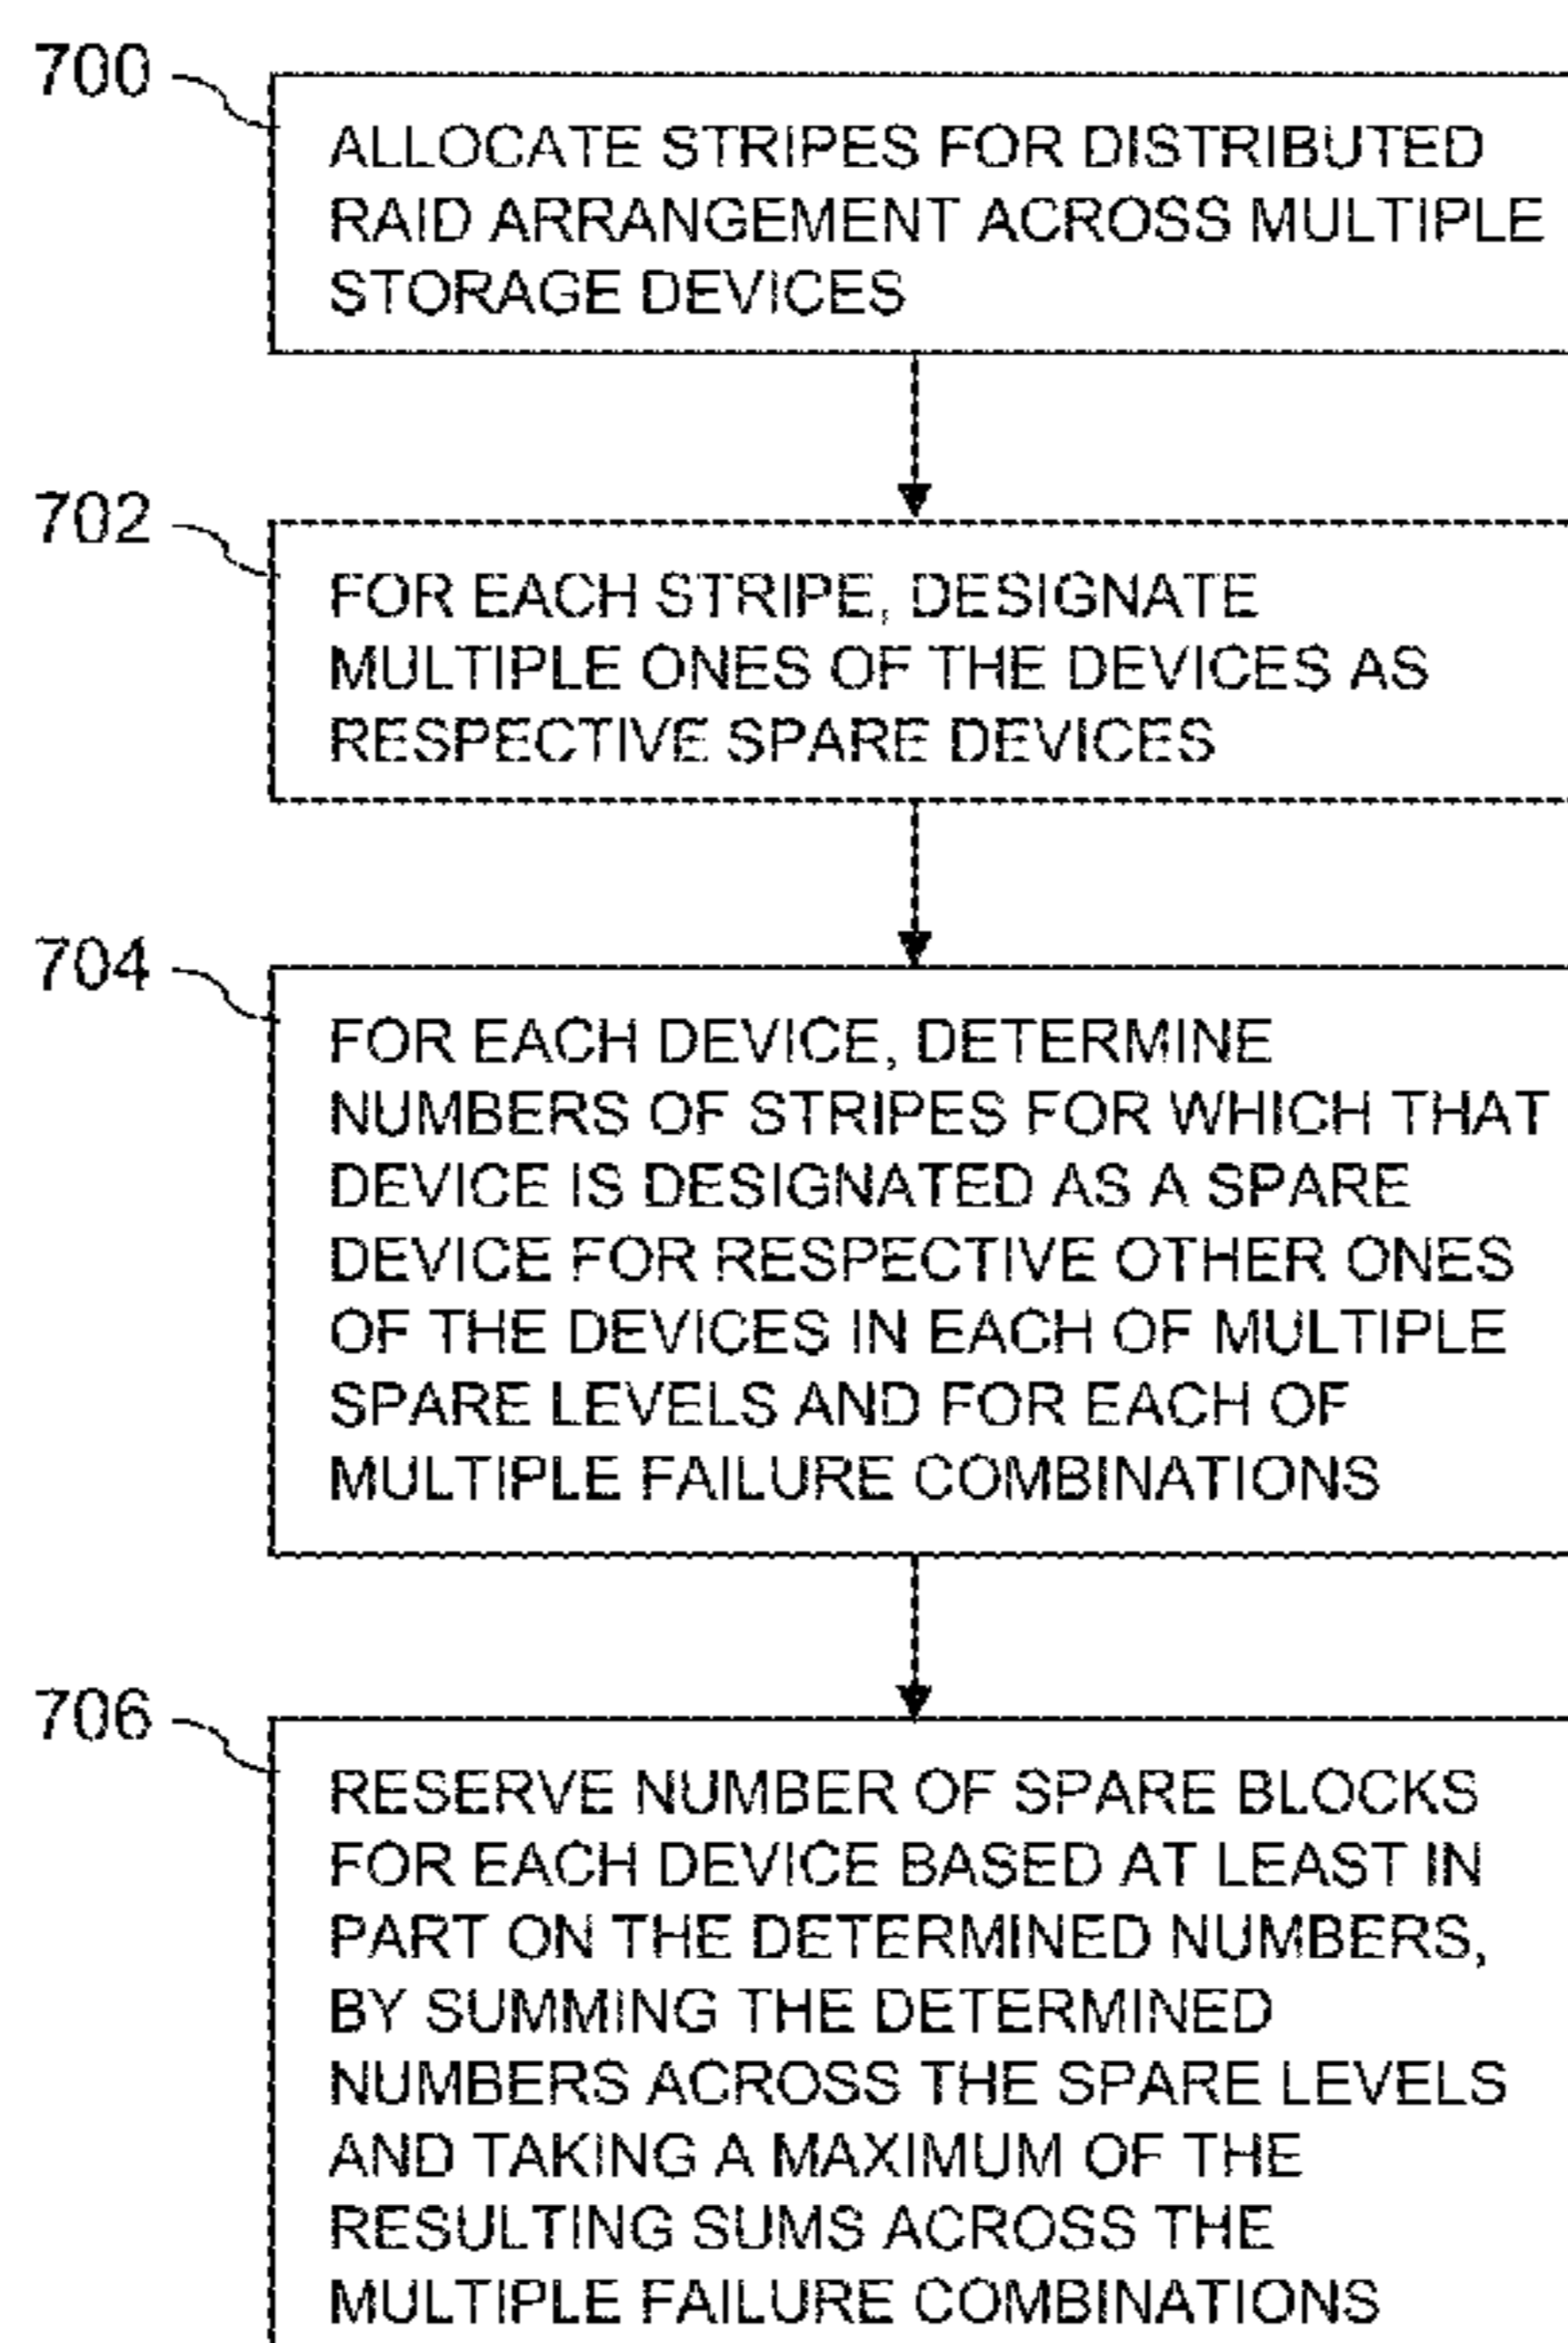 700
ALLOCATE STRIPES FOR DISTRIBUTED
RAID ARRANGEMENT ACROSS MULTIPLE
STORAGE DEVICES
702
FOR EACH STRIPE, DESIGNATE
MULTIPLE ONES OF THE DEVICES AS
RESPECTIVE SPARE DEVICES
704
FOR EACH DEVICE, DETERMINE
NUMBERS OF STRIPES FOR WHICH THAT
DEVICE IS DESIGNATED AS A SPARE
DEVICE FOR RESPECTIVE OTHER ONES
OF THE DEVICES IN EACH OF MULTIPLE
SPARE LEVELS AND FOR EACH OF
MULTIPLE FAILURE COMBINATIONS
706
RESERVE NUMBER OF SPARE BLOCKS
FOR EACH DEVICE BASED AT LEAST IN
PART ON THE DETERMINED NUMBERS,
BY SUMMING THE DETERMINED
NUMBERS ACROSS THE SPARE LEVELS
AND TAKING A MAXIMUM OF THE
RESULTING SUMS ACROSS THE
MULTIPLE FAILURE COMBINATIONS